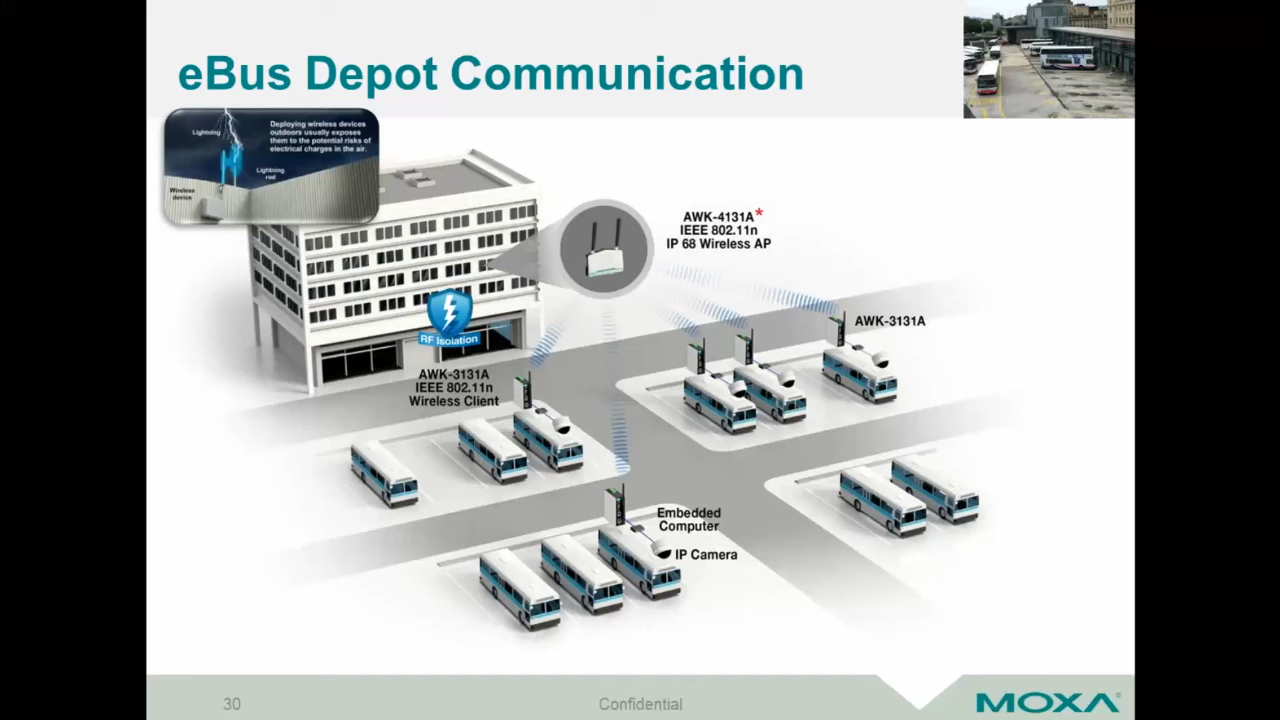 eBus Depot Communication
Lightning
Deploying wireless devices
outdoors usually exposes
them to the potential risks of
electrical charges in the air.
Lightning
rod
Wireless
device
AWK-4131A*
IEEE 802.11n
IP 68 Wireless AP
RF Isolation
AWK-3131A
AWK-3131A
IEEE 802.11n
Wireless Client
Embedded
Computer
IP Camera
30
Confidential
MOXA®